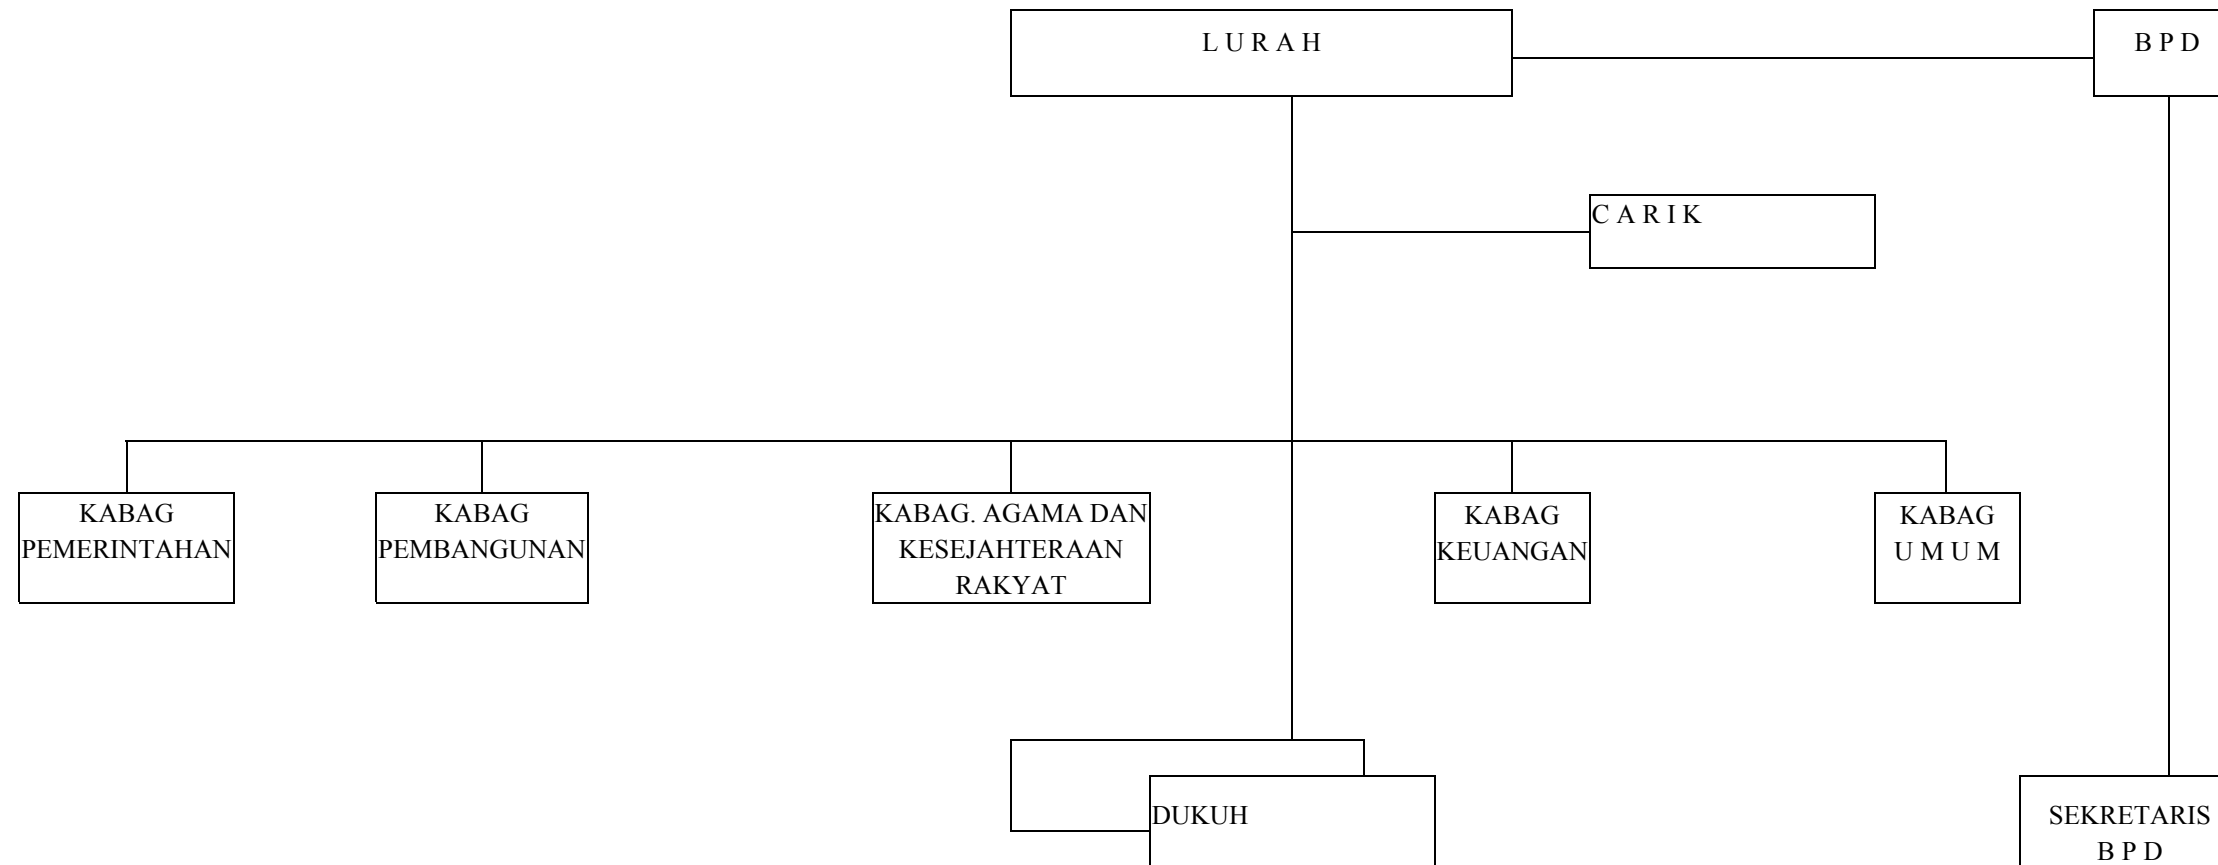 L U R A H
B P D
C A R I K
KABAG
PEMERINTAHAN
KABAG
PEMBANGUNAN
KABAG. AGAMA DAN
KESEJAHTERAAN
RAKYAT
KABAG
KEUANGAN
KABAG
U M U M
DUKUH
SEKRETARIS
B P D